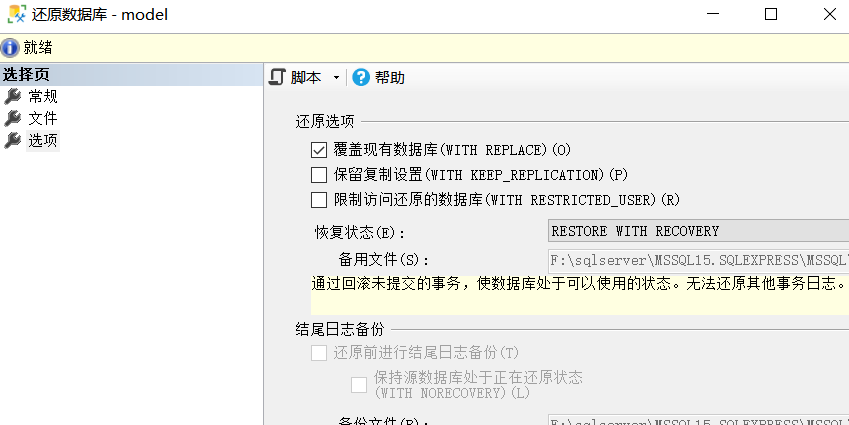 还原数据库 - model
就绪
选择页
常规
文件
选项
脚本
帮助
还原选项
覆盖现有数据库(WITH REPLACE)(O)
保留复制设置(WITH KEEP_REPLICATION)(P)
限制访问还原的数据库(WITH RESTRICTED_USER)(R)
恢复状态(E): RESTORE WITH RECOVERY
备用文件(S): F:\sqlserver\MSSQL15.SQLEXPRESS\MSSQL\
通过回滚未提交的事务，使数据库处于可以使用的状态。无法还原其他事务日志。
结尾日志备份
还原前进行结尾日志备份(T)
保持源数据库处于正在还原状态
(WITH NORECOVERY)(L)
备份文件(B): F:\sqlserver\MSSQL15.SQLEXPRESS\MSSQL\